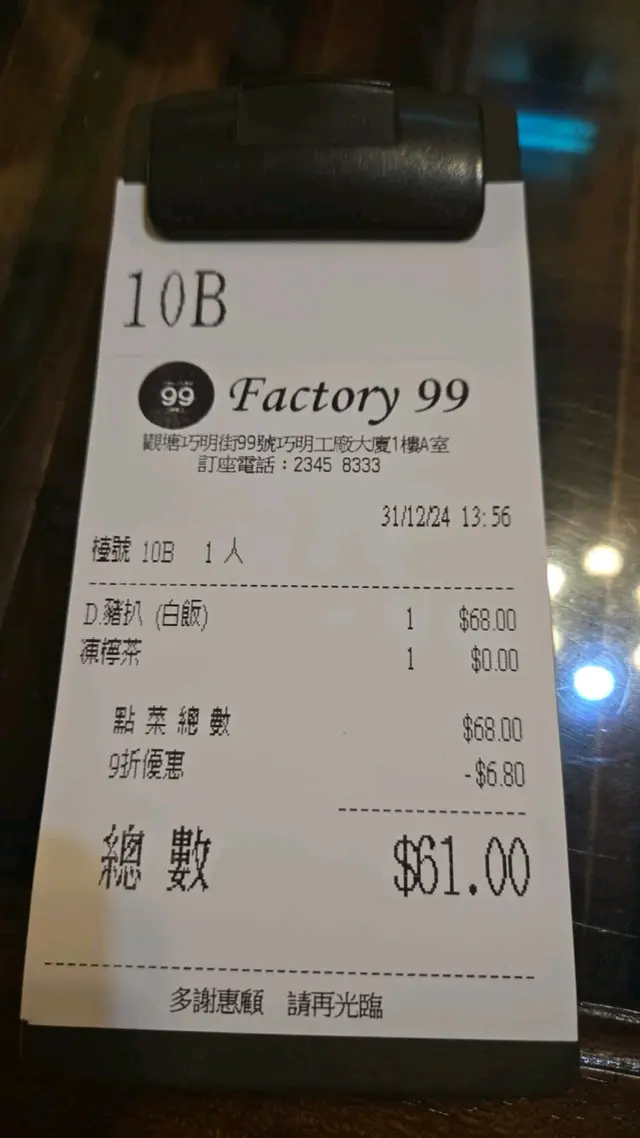 10B
99 Factory 99
觀塘巧明街99號巧明工廠大廈1樓A室
訂座電話：2345 8333
31/12/24 13:56
檯號 10B 1 人
D.豬扒 (白飯) 1 $68.00
凍檸茶 1 $0.00
點菜總數 $68.00
9折優惠 -$6.80
總數 $61.00
多謝惠顧 請再光臨